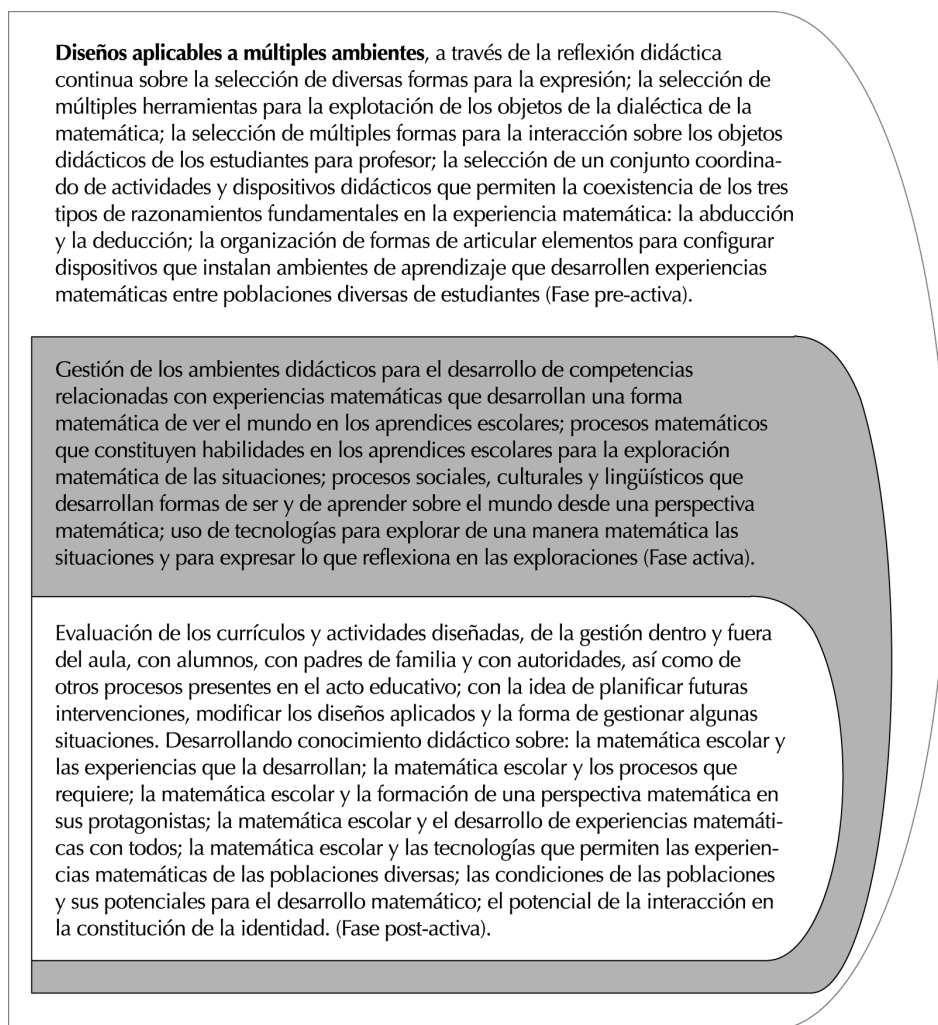 Diseños aplicables a múltiples ambientes, a través de la reflexión didáctica
continua sobre la selección de diversas formas para la expresión; la selección de
múltiples herramientas para la explotación de los objetos de la dialéctica de la
matemática; la selección de múltiples formas para la interacción sobre los objetos
didácticos de los estudiantes para profesor; la selección de un conjunto coordina-
do de actividades y dispositivos didácticos que permiten la coexistencia de los tres
tipos de razonamientos fundamentales en la experiencia matemática: la abducción
y la deducción; la organización de formas de articular elementos para configurar
dispositivos que instalan ambientes de aprendizaje que desarrollen experiencias
matemáticas entre poblaciones diversas de estudiantes (Fase pre-activa).
Gestión de los ambientes didácticos para el desarrollo de competencias
relacionadas con experiencias matemáticas que desarrollan una forma
matemática de ver el mundo en los aprendices escolares; procesos matemáticos
que constituyen habilidades en los aprendices escolares para la exploración
matemática de las situaciones; procesos sociales, culturales y lingüísticos que
desarrollan formas de ser y de aprender sobre el mundo desde una perspectiva
matemática; uso de tecnologías para explorar de una manera matemática las
situaciones y para expresar lo que reflexiona en las exploraciones (Fase activa).
Evaluación de los currículos y actividades diseñadas, de la gestión dentro y fuera
del aula, con alumnos, con padres de familia y con autoridades, así como de
otros procesos presentes en el acto educativo; con la idea de planificar futuras
intervenciones, modificar los diseños aplicados y la forma de gestionar algunas
situaciones. Desarrollando conocimiento didáctico sobre: la matemática escolar y
las experiencias que la desarrollan; la matemática escolar y los procesos que
requiere; la matemática escolar y la formación de una perspectiva matemática en
sus protagonistas; la matemática escolar y el desarrollo de experiencias matemáti-
cas con todos; la matemática escolar y las tecnologías que permiten las experien-
cias matemáticas de las poblaciones diversas; las condiciones de las poblaciones
y sus potenciales para el desarrollo matemático; el potencial de la interacción en
la constitución de la identidad. (Fase post-activa).